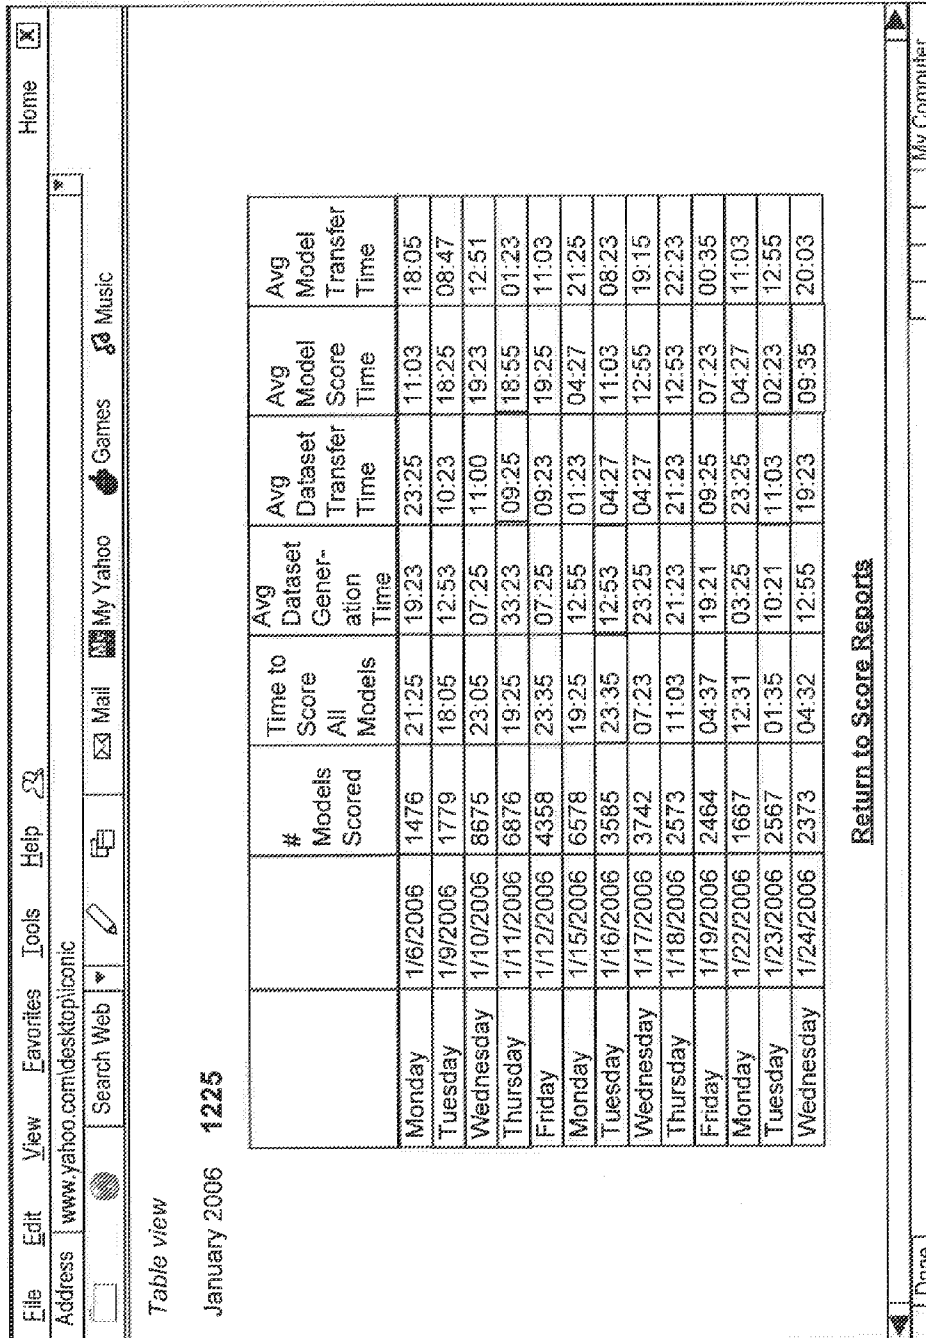 File Edit View Favorites Tools Help Home X
Address www.yahoo.com\desktop\iconic
Search Web Mail My Yahoo Games Music
Table view
January 2006 1225
# Models Scored Time to Score All Models Avg Dataset Gener-ation Time Avg Dataset Transfer Time Avg Model Score Time Avg Model Transfer Time
Monday 1/6/2006 1476 21:25 19:23 23:25 11:03 18:05
Tuesday 1/9/2006 1779 18:05 12:53 10:23 18:25 08:47
Wednesday 1/10/2006 8675 23:05 07:25 11:00 19:23 12:51
Thursday 1/11/2006 6876 19:25 33:23 09:25 18:55 01:23
Friday 1/12/2006 4358 23:35 07:25 09:23 19:25 11:03
Monday 1/15/2006 6578 19:25 12:55 01:23 04:27 21:25
Tuesday 1/16/2006 3585 23:35 12:53 04:27 11:03 08:23
Wednesday 1/17/2006 3742 07:23 23:25 04:27 12:55 19:15
Thursday 1/18/2006 2573 11:03 21:23 21:23 12:53 22:23
Friday 1/19/2006 2464 04:37 19:21 09:25 07:23 00:35
Monday 1/22/2006 1667 12:31 03:25 23:25 04:27 11:03
Tuesday 1/23/2006 2567 01:35 10:21 11:03 02:23 12:55
Wednesday 1/24/2006 2373 04:32 12:55 19:23 09:35 20:03
Return to Score Reports
Done My Computer